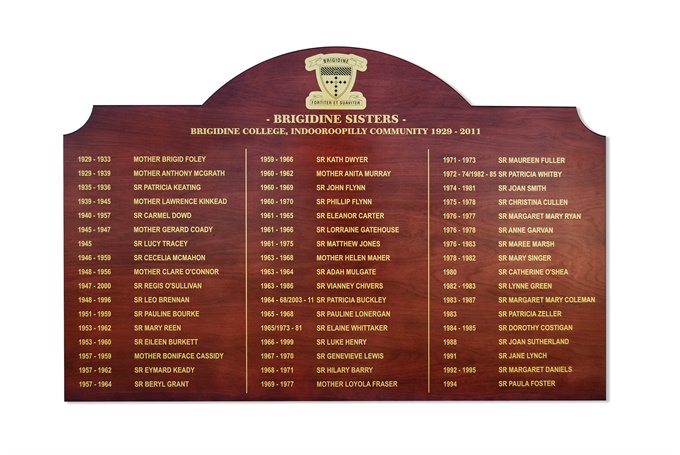 BRIGIDINE
FORTITER ET SUAVITER
- BRIGIDINE SISTERS -
BRIGIDINE COLLEGE, INDOOROOPILLY COMMUNITY 1929 - 2011
1929 - 1933 MOTHER BRIGID FOLEY
1929 - 1939 MOTHER ANTHONY MCGRATH
1935 - 1936 SR PATRICIA KEATING
1939 - 1945 MOTHER LAWRENCE KINKEAD
1940 - 1957 SR CARMEL DOWD
1945 - 1947 MOTHER GERARD COADY
1945 SR LUCY TRACEY
1946 - 1959 SR CECELIA MCMAHON
1948 - 1956 MOTHER CLARE O'CONNOR
1947 - 2000 SR REGIS O'SULLIVAN
1948 - 1996 SR LEO BRENNAN
1951 - 1959 SR PAULINE BOURKE
1953 - 1962 SR MARY REEN
1953 - 1960 SR EILEEN BURKETT
1957 - 1959 MOTHER BONIFACE CASSIDY
1957 - 1962 SR EYMARD KEADY
1957 - 1964 SR BERYL GRANT
1959 - 1966 SR KATH DWYER
1960 - 1962 MOTHER ANITA MURRAY
1960 - 1969 SR JOHN FLYNN
1960 - 1970 SR PHILLIP FLYNN
1961 - 1965 SR ELEANOR CARTER
1961 - 1966 SR LORRAINE GATEHOUSE
1961 - 1975 SR MATTHEW JONES
1963 - 1968 MOTHER HELEN MAHER
1963 - 1964 SR ADAH MULGATE
1963 - 1986 SR VIANNEY CHIVERS
1964 - 68/2003 - 11 SR PATRICIA BUCKLEY
1965 - 1968 SR PAULINE LONERGAN
1965/1973 - 81 SR ELAINE WHITTAKER
1966 - 1999 SR LUKE HENRY
1967 - 1970 SR GENEVIEVE LEWIS
1968 - 1971 SR HILARY BARRY
1969 - 1977 MOTHER LOYOLA FRASER
1971 - 1973 SR MAUREEN FULLER
1972 - 74/1982 - 85 SR PATRICIA WHITBY
1974 - 1981 SR JOAN SMITH
1975 - 1978 SR CHRISTINA CULLEN
1976 - 1977 SR MARGARET MARY RYAN
1976 - 1978 SR ANNE GARVAN
1976 - 1983 SR MAREE MARSH
1978 - 1982 SR MARY SINGER
1980 SR CATHERINE O'SHEA
1982 - 1983 SR LYNNE GREEN
1983 - 1987 SR MARGARET MARY COLEMAN
1983 SR PATRICIA ZELLER
1984 - 1985 SR DOROTHY COSTIGAN
1988 SR JOAN SUTHERLAND
1991 SR JANE LYNCH
1992 - 1995 SR MARGARET DANIELS
1994 SR PAULA FOSTER